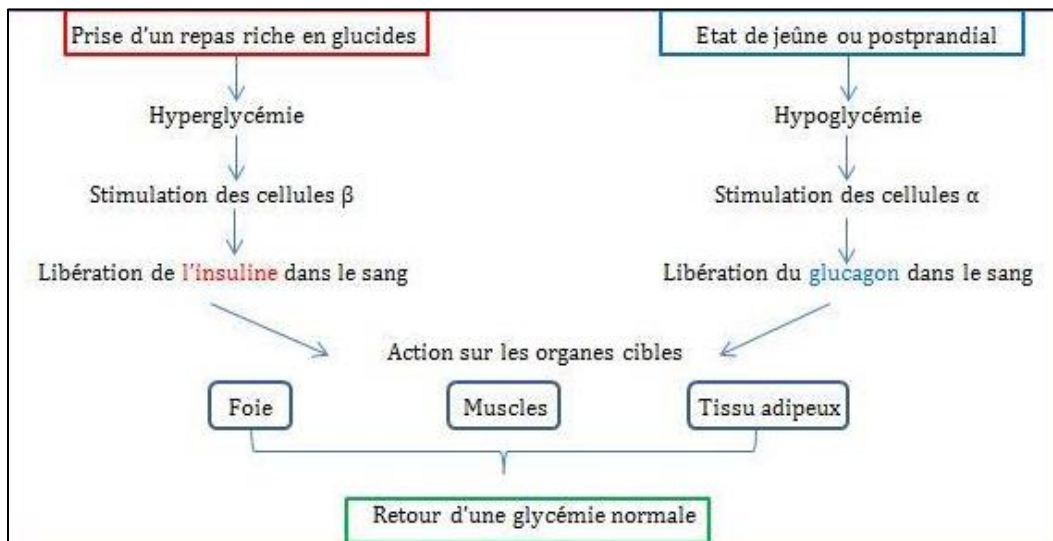 Prise d'un repas riche en glucides
Etat de jeûne ou postprandial
Hyperglycémie
Hypoglycémie
Stimulation des cellules β
Stimulation des cellules α
Libération de l'insuline dans le sang
Libération du glucagon dans le sang
Action sur les organes cibles
Foie
Muscles
Tissu adipeux
Retour d'une glycémie normale